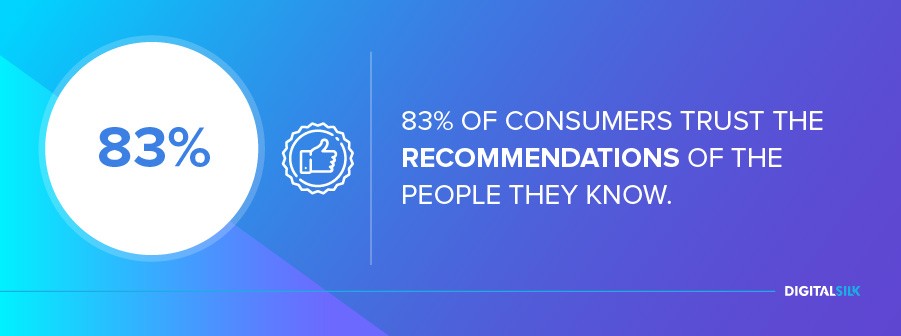 83%
83% OF CONSUMERS TRUST THE
RECOMMENDATIONS OF THE
PEOPLE THEY KNOW.
DIGITALSILK